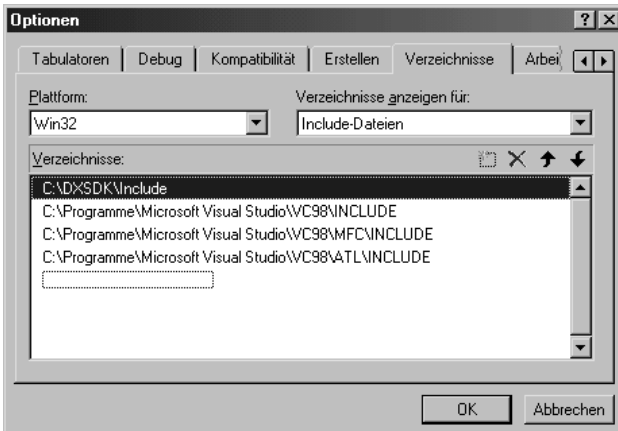 Optionen
Tabulatoren Debug Kompatibilität Erstellen Verzeichnisse Arbei
Plattform: Verzeichnisse anzeigen für:
Win32 Include-Dateien
Verzeichnisse:
C:\DXSDK\Include
C:\Programme\Microsoft Visual Studio\VC98\INCLUDE
C:\Programme\Microsoft Visual Studio\VC98\MFC\INCLUDE
C:\Programme\Microsoft Visual Studio\VC98\ATL\INCLUDE
OK Abbrechen